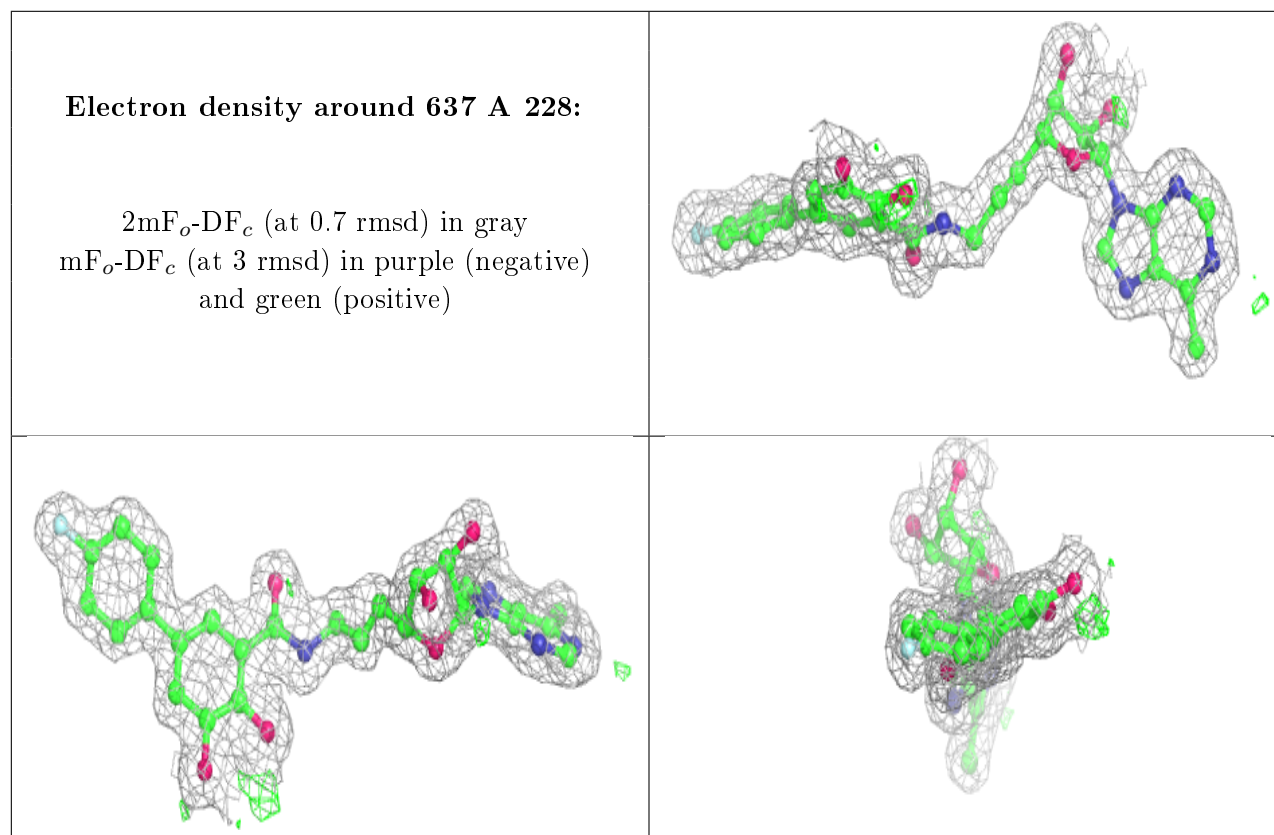 Electron density around 637 A 228:
2mFₒ-DF𝑐 (at 0.7 rmsd) in gray
mFₒ-DF𝑐 (at 3 rmsd) in purple (negative)
and green (positive)